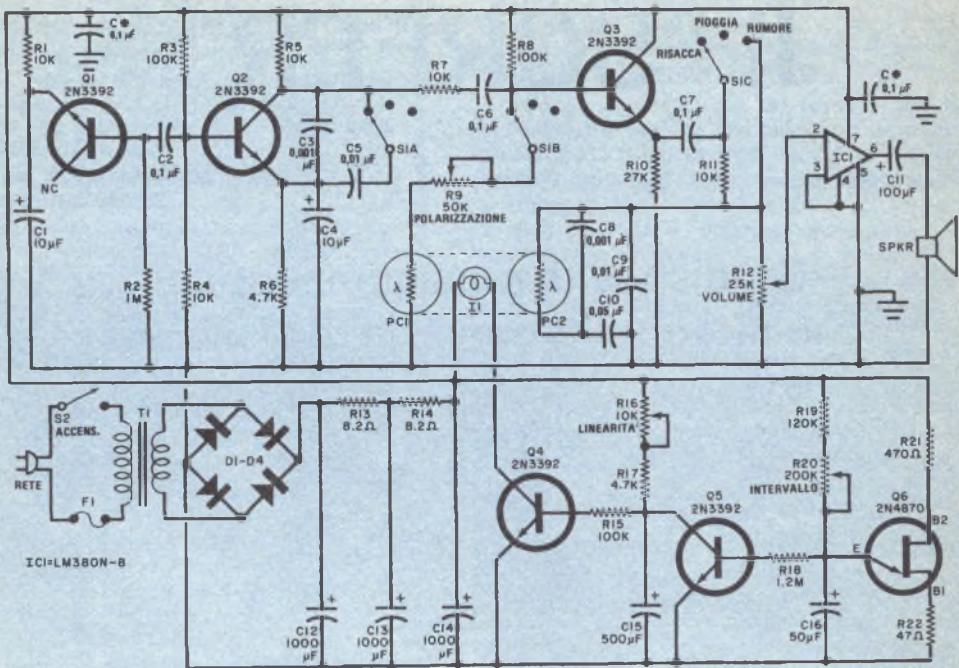 R1
10K
C●
0,1 µF
Q1
2N3392
NC
C1
10µF
R2
1M
C2
0,1µF
R3
100K
R4
10K
Q2
2N3392
R5
10K
C3
0,001 µF
C5
0,01 µF
S1A
R6
4.7K
C4
10µF
R7
10K
C6
0,1 µF
R8
100K
S1B
R9
50K
POLARIZZAZIONE
λ
PC1
I1
λ
PC2
Q3
2N3392
PIOGGIA
RUMORE
RISACCA
S1C
C7
0,1 µF
R10
27K
R11
10K
C8
0,001 µF
C9
0,01 µF
C10
0,05 µF
R12
25K
VOLUME
C●
0,1 µF
2
3
4
5
6
7
IC1
C11
100µF
SPKR
S2
ACCENS.
T1
RETE
F1
D1-D4
IC1=LM380N-8
R13
8.2Ω
R14
8.2Ω
C12
1000
µF
C13
1000
µF
C14
1000
µF
Q4
2N3392
R15
100K
R16
10K
LINEARITA'
R17
4.7K
C15
500µF
Q5
2N3392
R18
1.2M
R19
120K
R20
200K
INTERVALLO
C16
50µF
R21
470Ω
Q6
2N4870
B2
E
B1
R22
47Ω